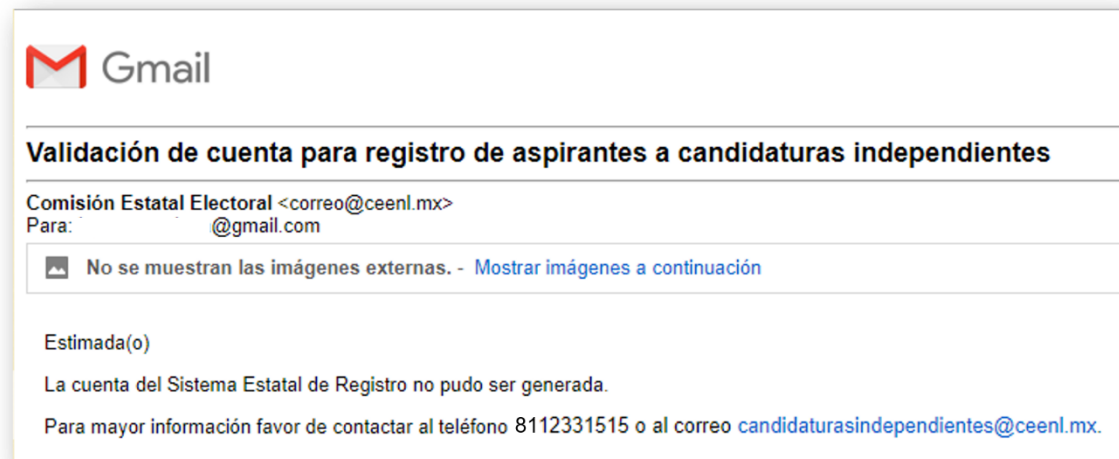 Gmail
Validación de cuenta para registro de aspirantes a candidaturas independientes
Comisión Estatal Electoral <correo@ceenl.mx>
Para: @gmail.com
No se muestran las imágenes externas. - Mostrar imágenes a continuación
Estimada(o)
La cuenta del Sistema Estatal de Registro no pudo ser generada.
Para mayor información favor de contactar al teléfono 8112331515 o al correo candidaturasindependientes@ceenl.mx.